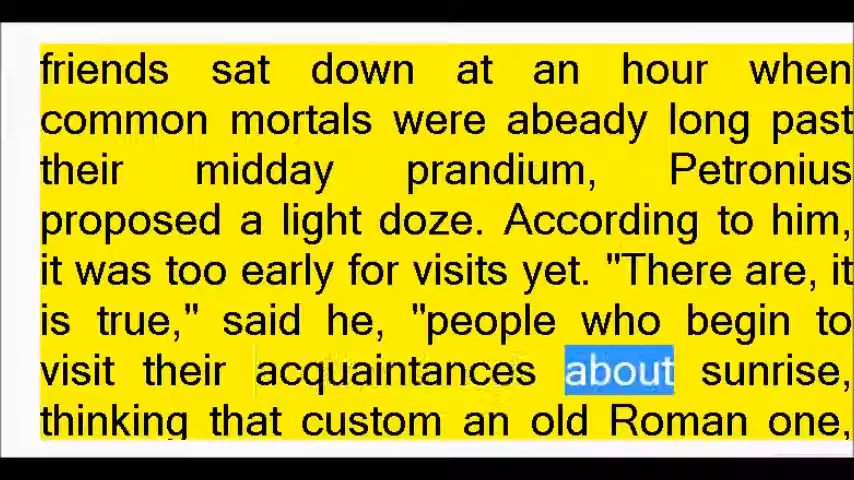 friends sat down at an hour when
common mortals were abeady long past
their midday prandium, Petronius
proposed a light doze. According to him,
it was too early for visits yet. "There are, it
is true," said he, "people who begin to
visit their acquaintances about sunrise,
thinking that custom an old Roman one,